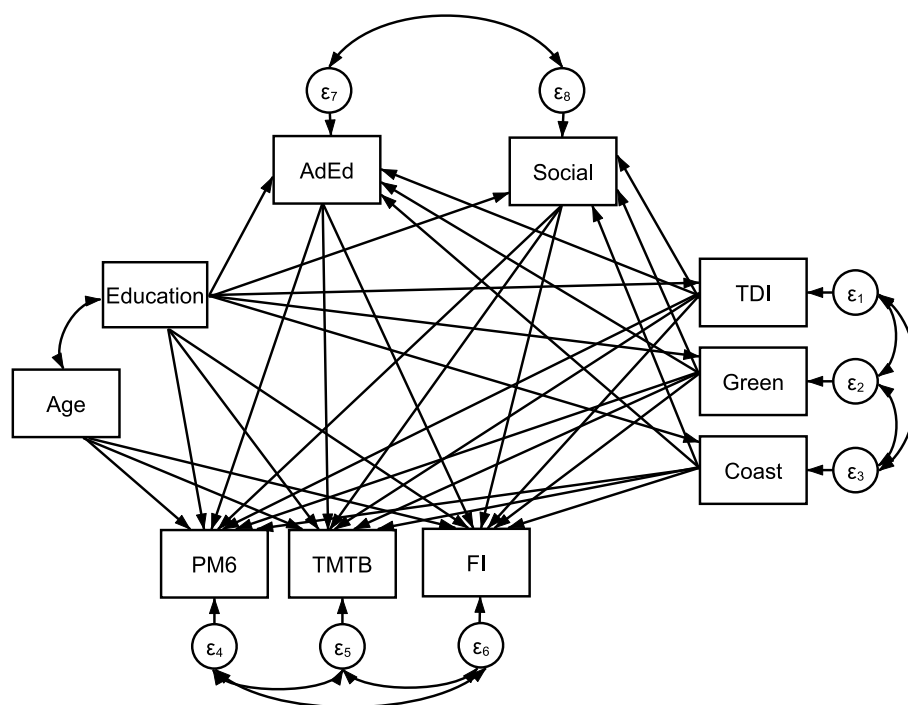 ε₇
ε₈
AdEd
Social
Education
TDI
ε₁
Green
ε₂
Age
Coast
ε₃
PM6
TMTB
FI
ε₄
ε₅
ε₆